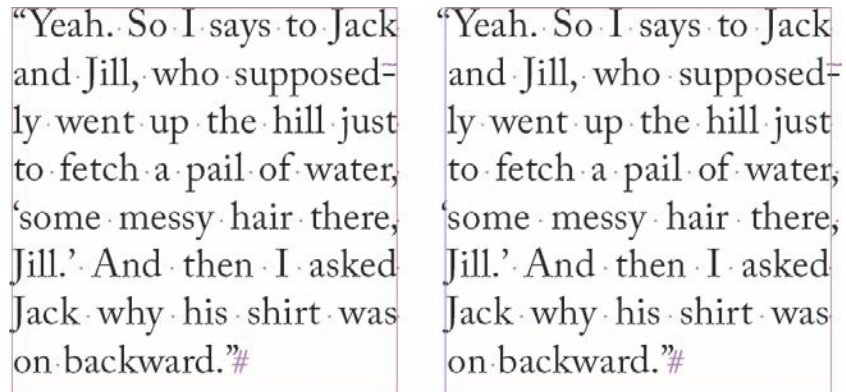 “Yeah. So I says to Jack
and Jill, who supposed-
ly went up the hill just
to fetch a pail of water,
‘some messy hair there,
Jill.’ And then I asked
Jack why his shirt was
on backward.”#
“Yeah. So I says to Jack
and Jill, who supposed-
ly went up the hill just
to fetch a pail of water,
‘some messy hair there,
Jill.’ And then I asked
Jack why his shirt was
on backward.”#